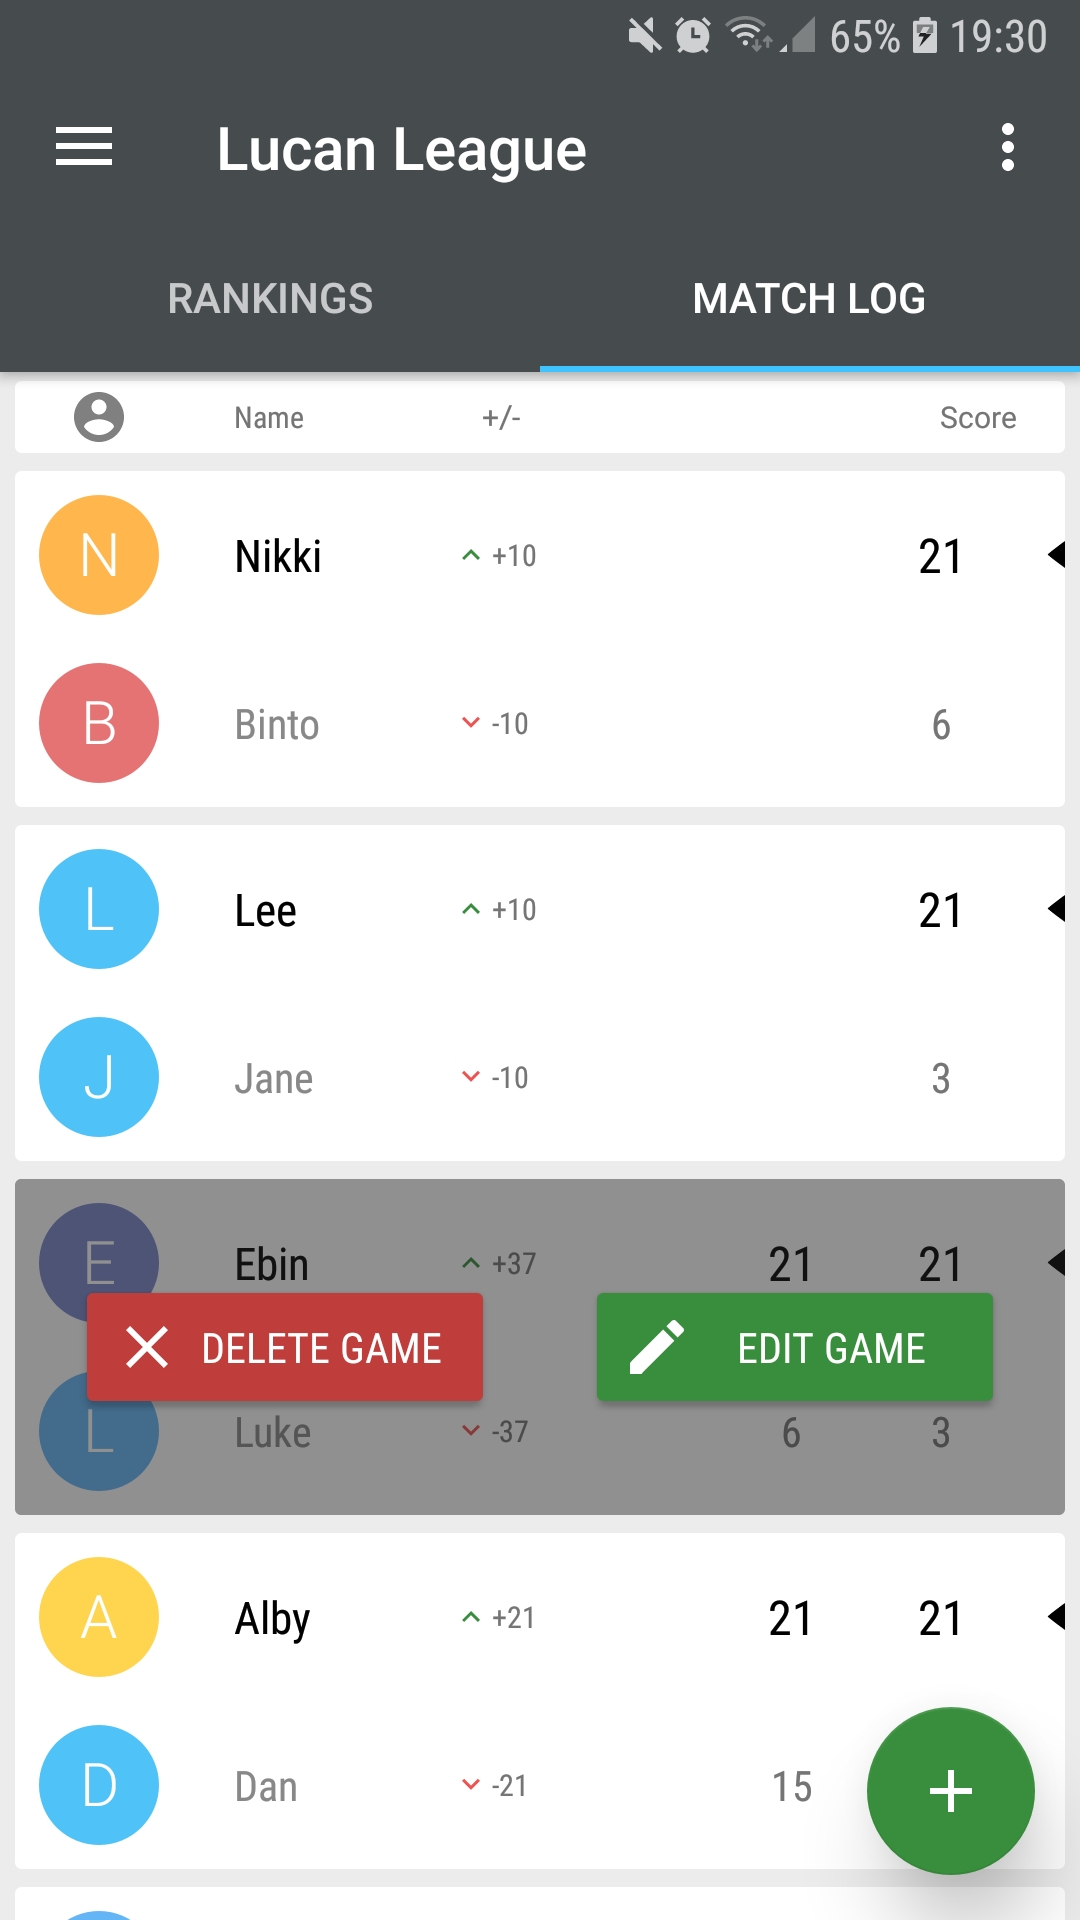 65% 19:30
Lucan League
RANKINGS MATCH LOG
Name +/- Score
N Nikki +10 21
B Binto -10 6
L Lee +10 21
J Jane -10 3
E Ebin +37 21 21
DELETE GAME EDIT GAME
L Luke -37 6 3
A Alby +21 21 21
D Dan -21 15